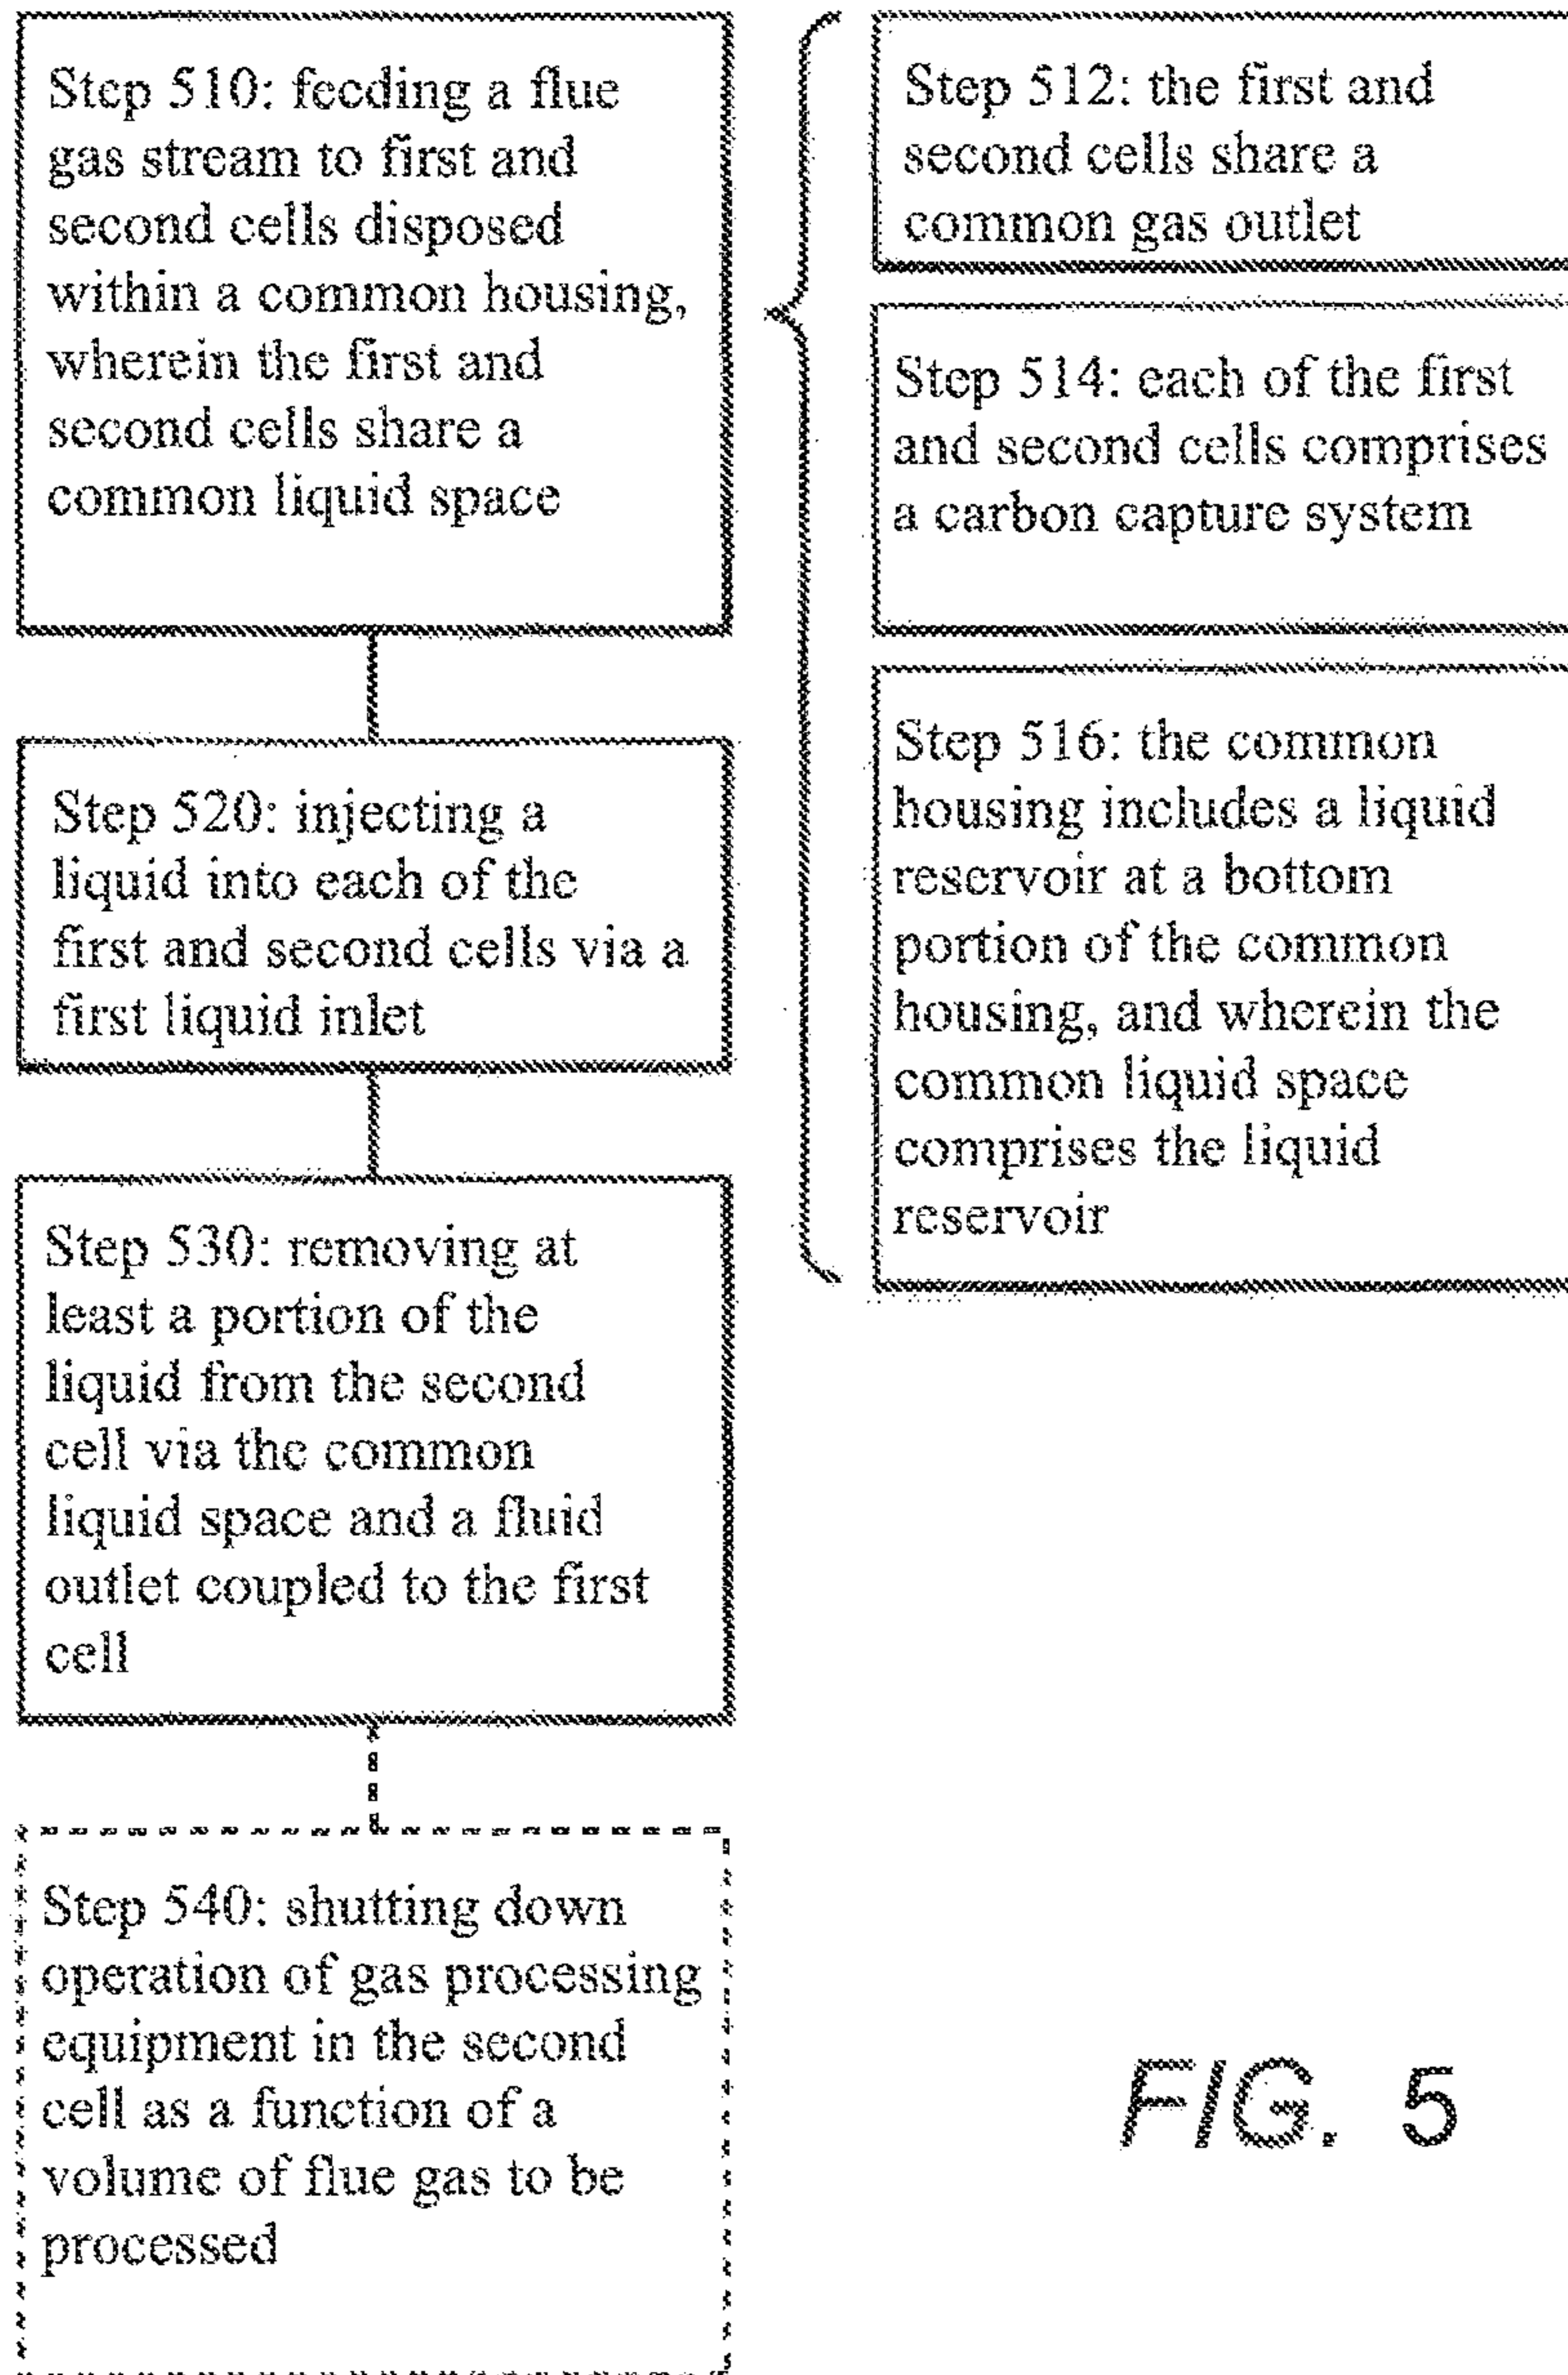 Step 510: feeding a flue
gas stream to first and
second cells disposed
within a common housing,
wherein the first and
second cells share a
common liquid space
Step 520: injecting a
liquid into each of the
first and second cells via a
first liquid inlet
Step 530: removing at
least a portion of the
liquid from the second
cell via the common
liquid space and a fluid
outlet coupled to the first
cell
Step 540: shutting down
operation of gas processing
equipment in the second
cell as a function of a
volume of flue gas to be
processed
Step 512: the first and
second cells share a
common gas outlet
Step 514: each of the first
and second cells comprises
a carbon capture system
Step 516: the common
housing includes a liquid
reservoir at a bottom
portion of the common
housing, and wherein the
common liquid space
comprises the liquid
reservoir
FIG. 5